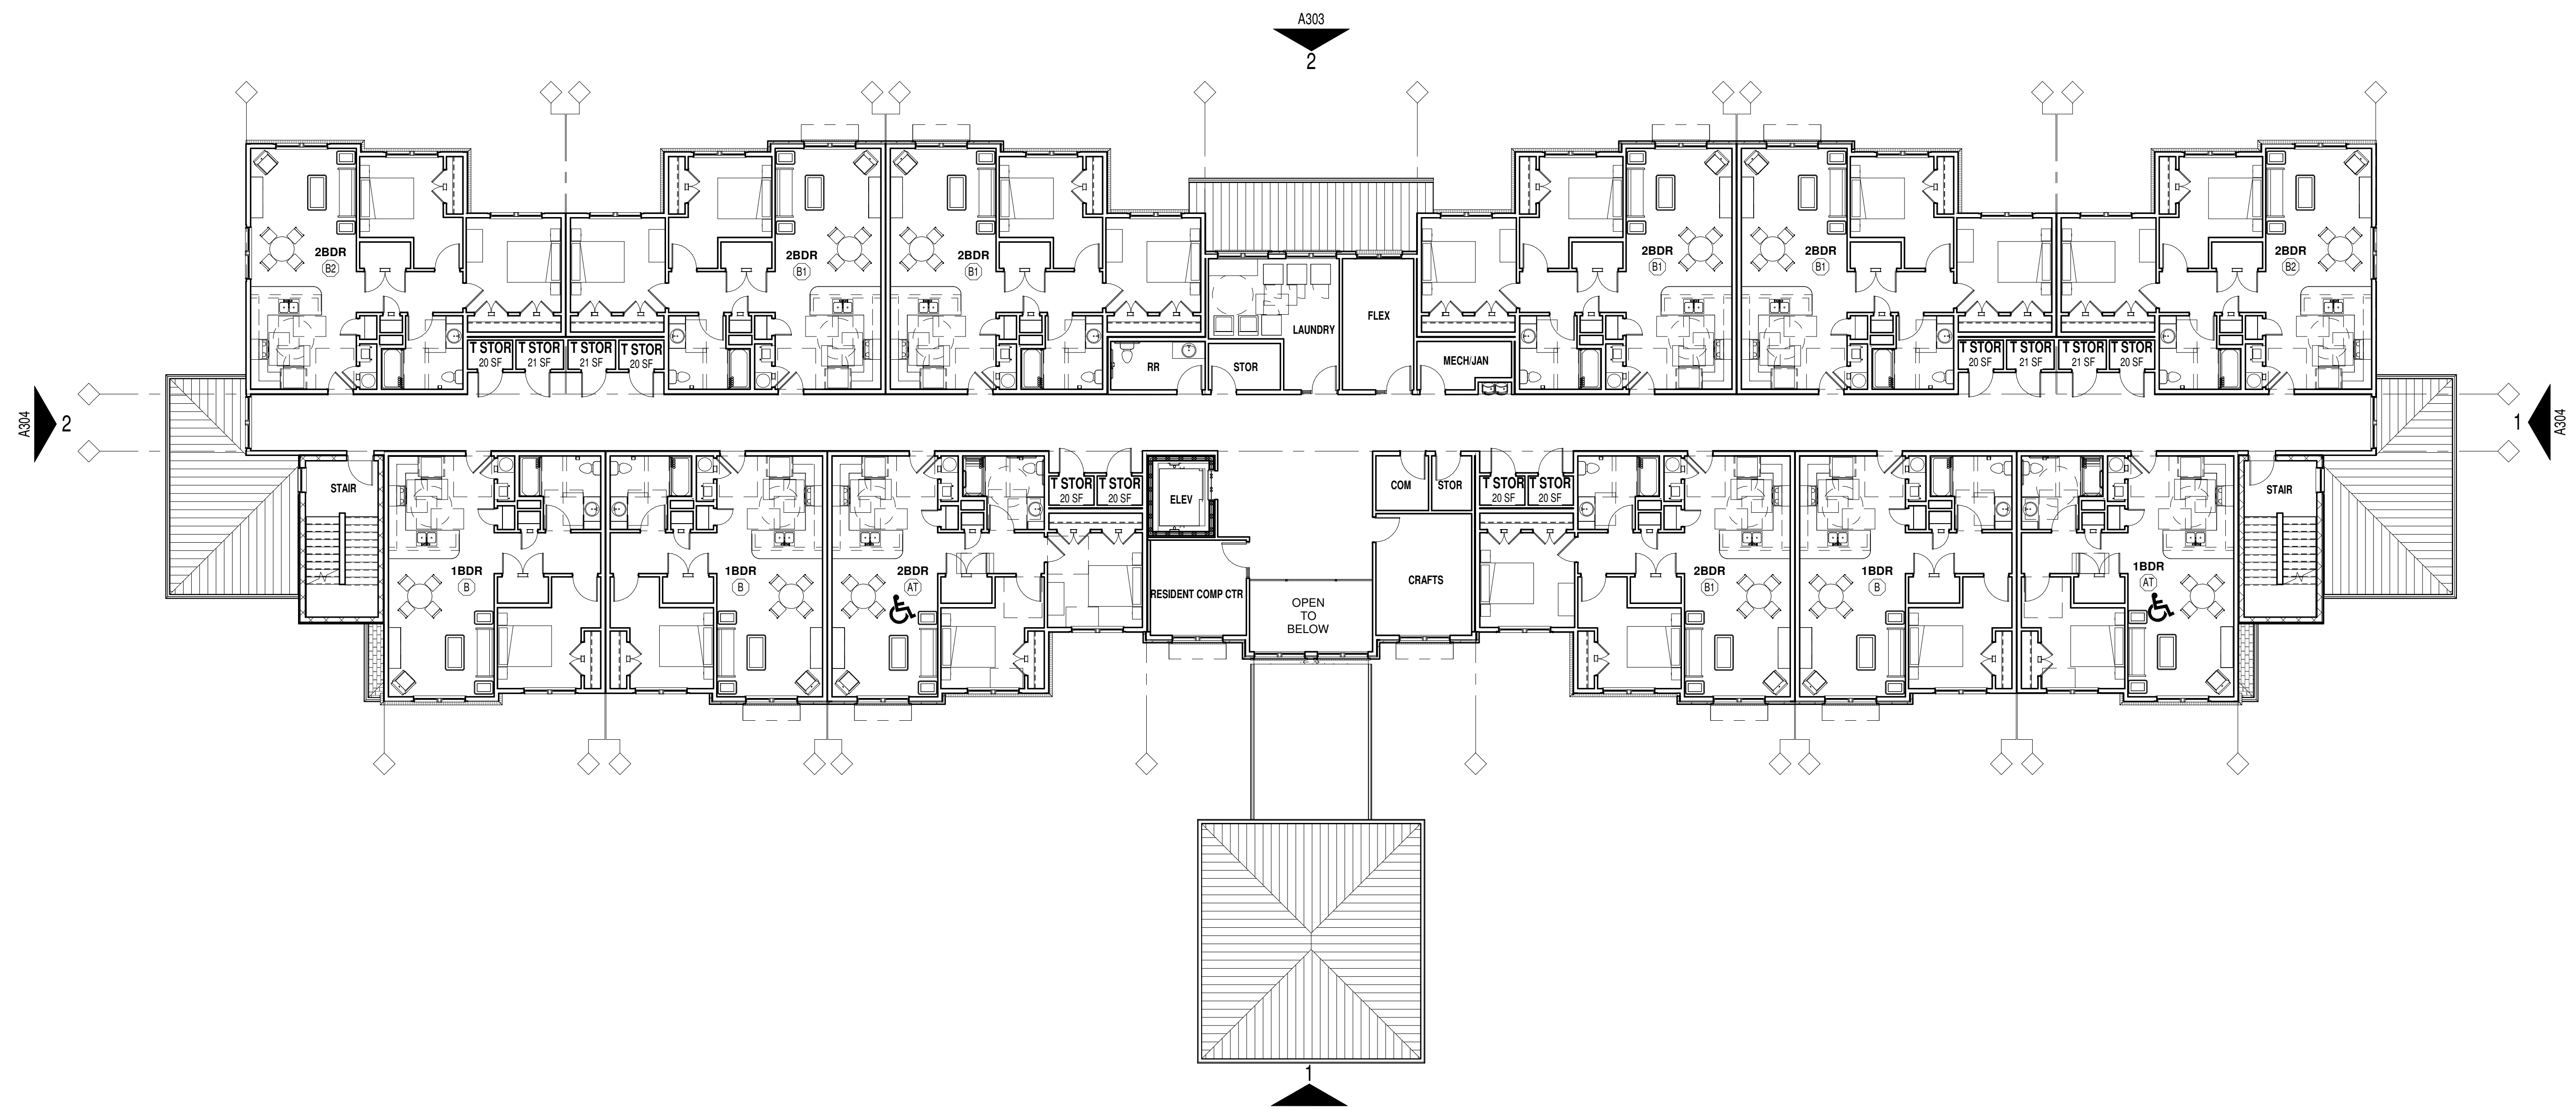 A303
2
2BDR
B2
2BDR
B1
2BDR
B1
2BDR
B1
2BDR
B1
2BDR
B2
LAUNDRY
FLEX
T STOR
20 SF
T STOR
21 SF
T STOR
21 SF
T STOR
20 SF
RR
STOR
MECH/JAN
T STOR
20 SF
T STOR
21 SF
T STOR
21 SF
T STOR
20 SF
A304
2
1
A304
STAIR
T STOR
20 SF
T STOR
20 SF
ELEV
COM
STOR
T STOR
20 SF
T STOR
20 SF
STAIR
1BDR
B
1BDR
B
2BDR
AT
RESIDENT COMP CTR
OPEN
TO
BELOW
CRAFTS
2BDR
B1
1BDR
B
1BDR
AT
1